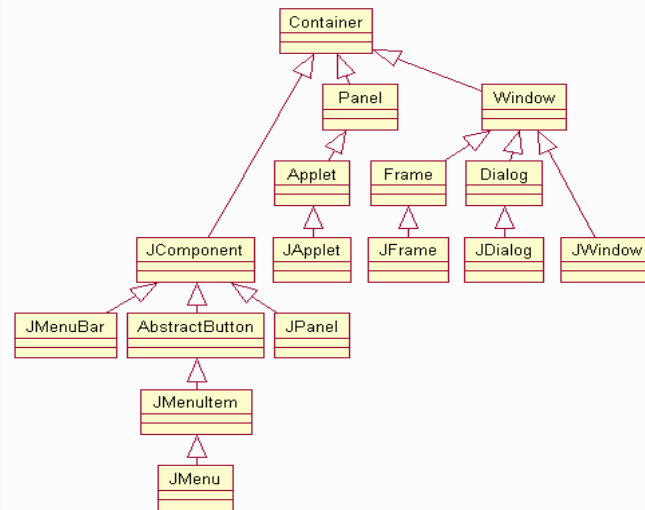 Container
Panel
Window
Applet
Frame
Dialog
JComponent
JApplet
JFrame
JDialog
JWindow
JMenuBar
AbstractButton
JPanel
JMenuItem
JMenu